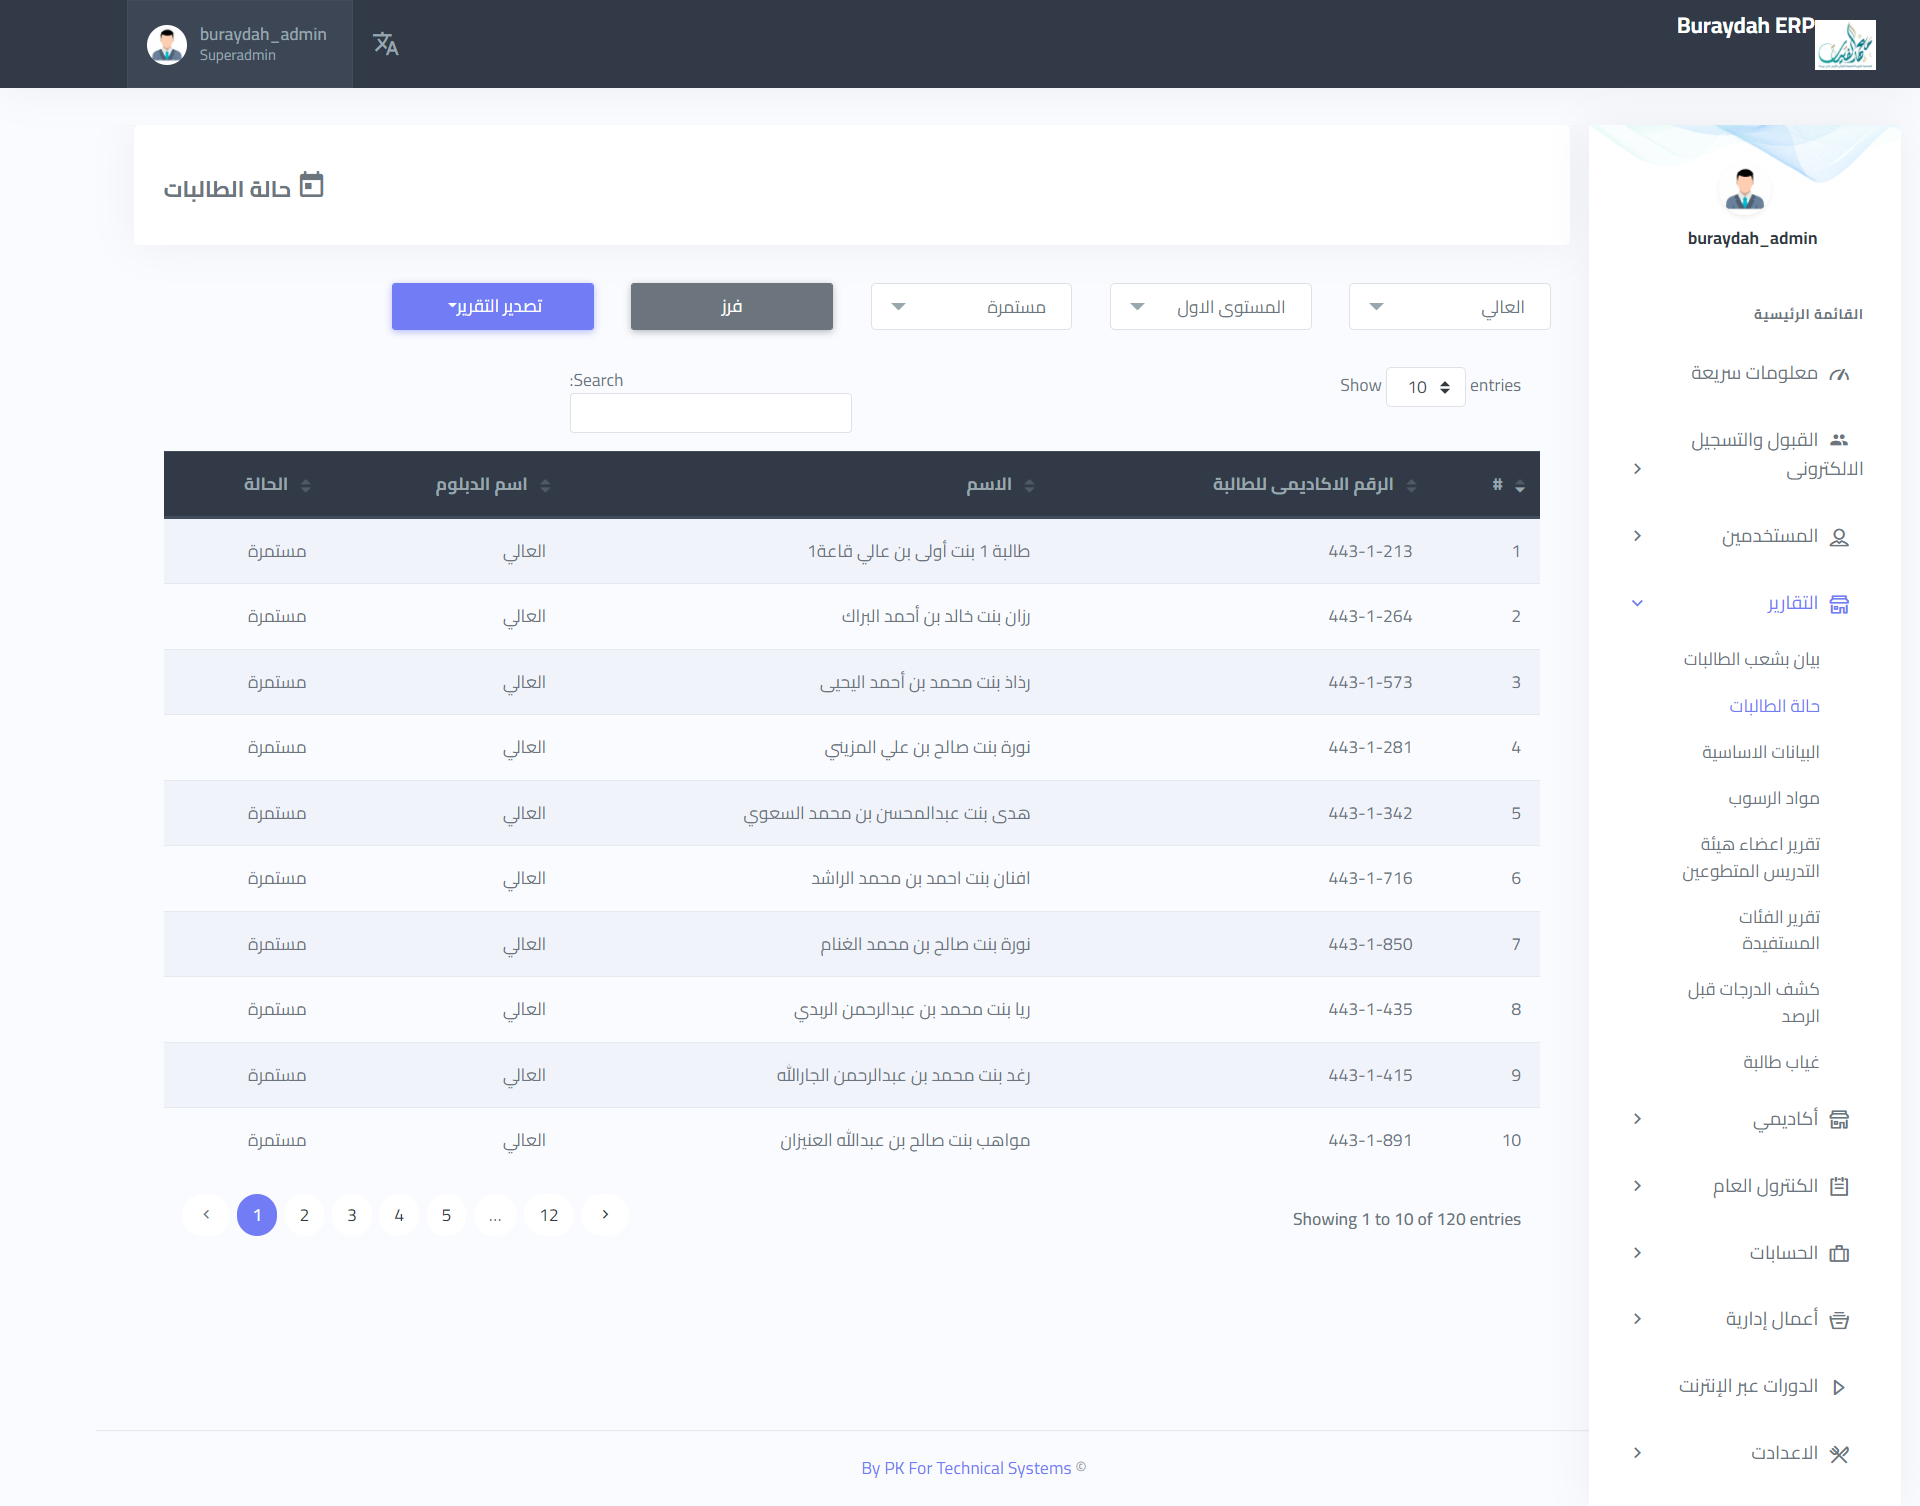 Buraydah ERP
buraydah_admin
Superadmin
buraydah_admin
القائمة الرئيسية
معلومات سريعة
القبول والتسجيل
الالكترونى
المستخدمين
التقارير
بيان بشعب الطالبات
حالة الطالبات
البيانات الاساسية
مواد الرسوب
تقرير اعضاء هيئة
التدريس المتطوعين
تقرير الفئات
المستفيدة
كشف الدرجات قبل
الرصد
غياب طالبة
أكاديمي
الكنترول العام
الحسابات
أعمال إدارية
الدورات عبر الإنترنت
الاعدادت
حالة الطالبات
العالي المستوى الاول مستمرة فرز تصدير التقرير
Show 10 entries
:Search
# الرقم الاكاديمى للطالبة الاسم اسم الدبلوم الحالة
1 443-1-213 طالبة 1 بنت أولى بن عالي قاعة1 العالي مستمرة
2 443-1-264 رزان بنت خالد بن أحمد البراك العالي مستمرة
3 443-1-573 رذاذ بنت محمد بن أحمد اليحيى العالي مستمرة
4 443-1-281 نورة بنت صالح بن علي المزيني العالي مستمرة
5 443-1-342 هدى بنت عبدالمحسن بن محمد السعوي العالي مستمرة
6 443-1-716 افنان بنت احمد بن محمد الراشد العالي مستمرة
7 443-1-850 نورة بنت صالح بن محمد الغنام العالي مستمرة
8 443-1-435 ريا بنت محمد بن عبدالرحمن الربدي العالي مستمرة
9 443-1-415 رغد بنت محمد بن عبدالرحمن الجارالله العالي مستمرة
10 443-1-891 مواهب بنت صالح بن عبدالله العنيزان العالي مستمرة
Showing 1 to 10 of 120 entries
1 2 3 4 5 ... 12
By PK For Technical Systems ©